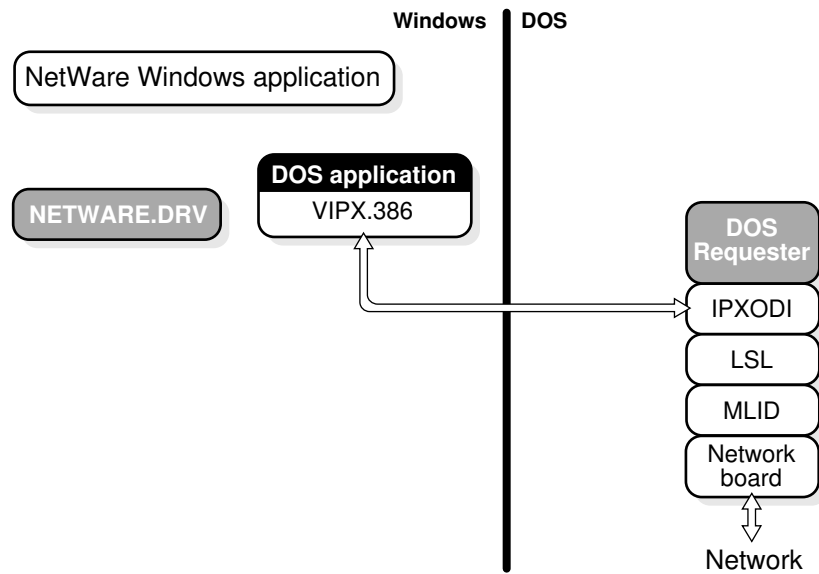 Windows
DOS
NetWare Windows application
DOS application
VIPX.386
NETWARE.DRV
DOS
Requester
IPXODI
LSL
MLID
Network
board
Network